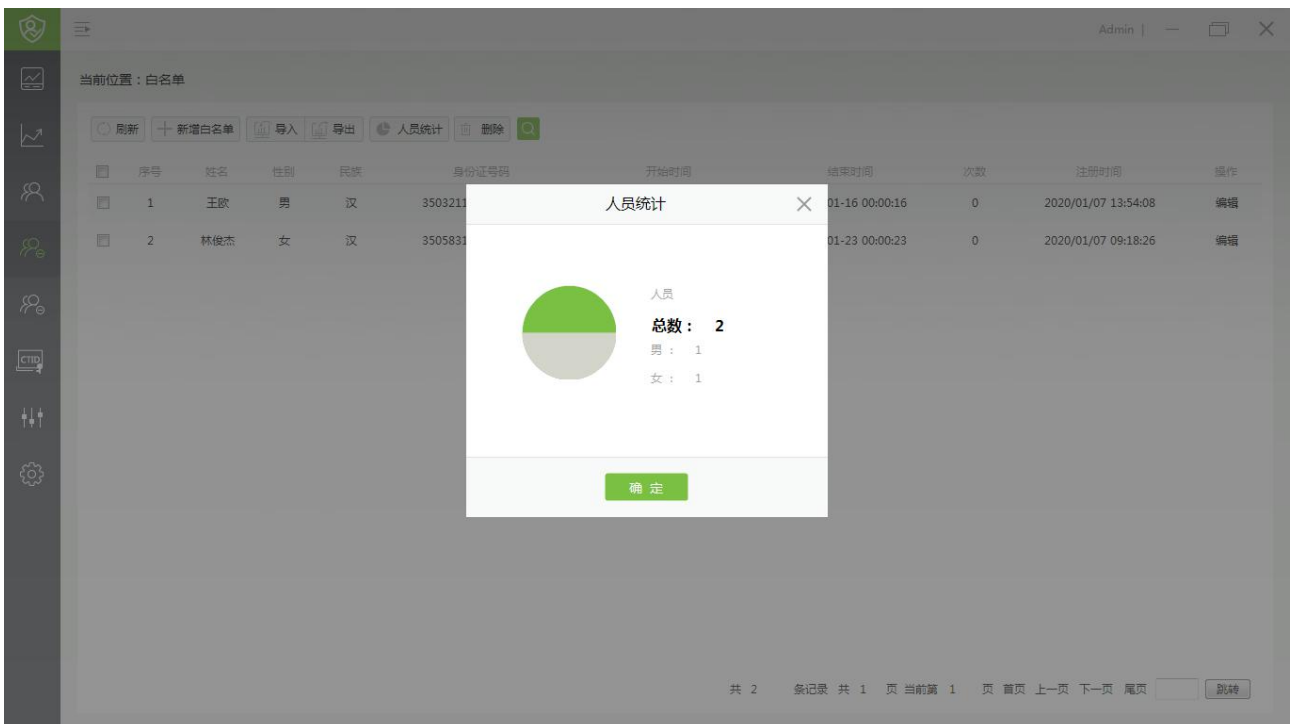 Admin |
当前位置：白名单
刷新 新增白名单 导入 导出 人员统计 删除
序号 姓名 性别 民族 身份证号码 开始时间 结束时间 次数 注册时间 操作
1 王欧 男 汉 3503211 01-16 00:00:16 0 2020/01/07 13:54:08 编辑
2 林俊杰 女 汉 3505831 01-23 00:00:23 0 2020/01/07 09:18:26 编辑
人员统计
人员
总数： 2
男： 1
女： 1
确 定
CTID
共 2 条记录 共 1 页 当前第 1 页 首页 上一页 下一页 尾页 跳转